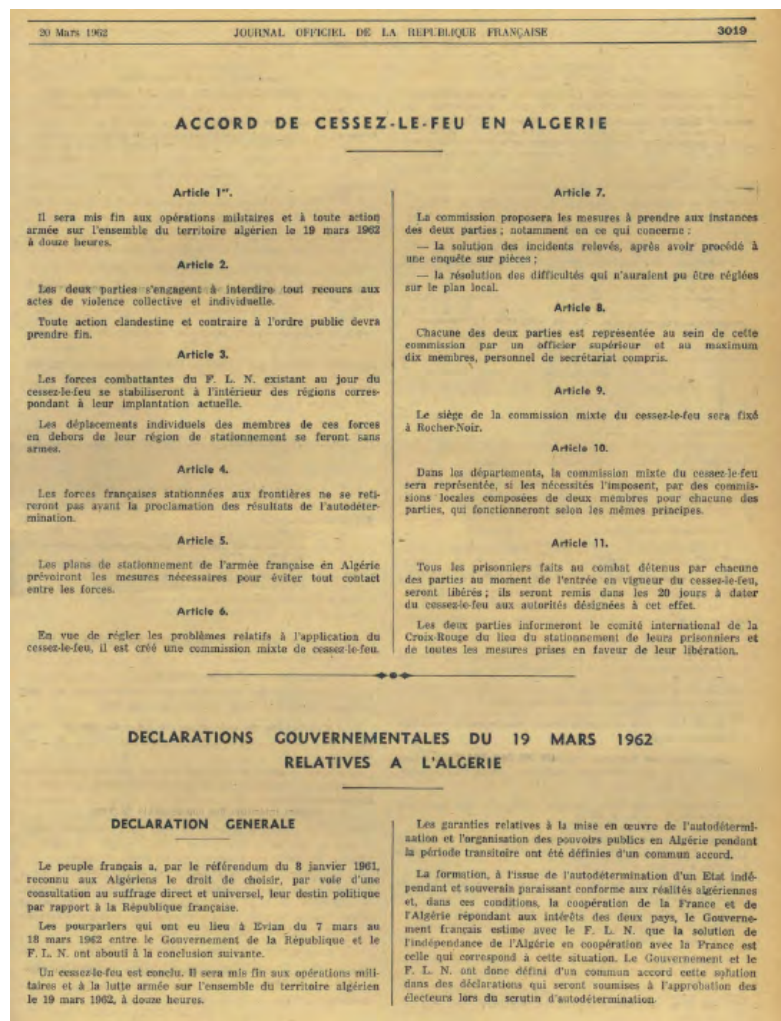 20 Mars 1962
JOURNAL OFFICIEL DE LA REPUBLIQUE FRANÇAISE
3019
ACCORD DE CESSEZ-LE-FEU EN ALGERIE
Article 1er.
Il sera mis fin aux opérations militaires et à toute action
armée sur l'ensemble du territoire algérien le 19 mars 1962
à douze heures.
Article 2.
Les deux parties s'engagent à interdire tout recours aux
actes de violence collective et individuelle.
Toute action clandestine et contraire à l'ordre public devra
prendre fin.
Article 3.
Les forces combattantes du F. L. N. existant au jour du
cessez-le-feu se stabiliseront à l'intérieur des régions corres-
pondant à leur implantation actuelle.
Les déplacements individuels des membres de ces forces
en dehors de leur région de stationnement se feront sans
armes.
Article 4.
Les forces françaises stationnées aux frontières ne se reti-
reront pas avant la proclamation des résultats de l'autodéter-
mination.
Article 5.
Les plans de stationnement de l'armée française en Algérie
prévoiront les mesures nécessaires pour éviter tout contact
entre les forces.
Article 6.
En vue de régler les problèmes relatifs à l'application du
cessez-le-feu, il est créé une commission mixte de cessez-le-feu.
Article 7.
La commission proposera les mesures à prendre aux instances
des deux parties ; notamment en ce qui concerne :
— la solution des incidents relevés, après avoir procédé à
une enquête sur pièces ;
— la résolution des difficultés qui n'auraient pu être réglées
sur le plan local.
Article 8.
Chacune des deux parties est représentée au sein de cette
commission par un officier supérieur et au maximum
dix membres, personnel de secrétariat compris.
Article 9.
Le siège de la commission mixte du cessez-le-feu sera fixé
à Rocher-Noir.
Article 10.
Dans les départements, la commission mixte du cessez-le-feu
sera représentée, si les nécessités l'imposent, par des commis-
sions locales composées de deux membres pour chacune des
parties, qui fonctionneront selon les mêmes principes.
Article 11.
Tous les prisonniers faits au combat détenus par chacune
des parties au moment de l'entrée en vigueur du cessez-le-feu,
seront libérés ; ils seront remis dans les 20 jours à dater
du cessez-le-feu aux autorités désignées à cet effet.
Les deux parties informeront le comité international de la
Croix-Rouge du lieu du stationnement de leurs prisonniers et
de toutes les mesures prises en faveur de leur libération.
DECLARATIONS GOUVERNEMENTALES DU 19 MARS 1962
RELATIVES A L'ALGERIE
DECLARATION GENERALE
Le peuple français a, par le référendum du 8 janvier 1961,
reconnu aux Algériens le droit de choisir, par voie d'une
consultation au suffrage direct et universel, leur destin politique
par rapport à la République française.
Les pourparlers qui ont eu lieu à Evian du 7 mars au
18 mars 1962 entre le Gouvernement de la République et le
F. L. N. ont abouti à la conclusion suivante.
Un cessez-le-feu est conclu. Il sera mis fin aux opérations mili-
taires et à la lutte armée sur l'ensemble du territoire algérien
le 19 mars 1962, à douze heures.
Les garanties relatives à la mise en œuvre de l'autodétermi-
nation et l'organisation des pouvoirs publics en Algérie pendant
la période transitoire ont été définies d'un commun accord.
La formation, à l'issue de l'autodétermination d'un Etat indé-
pendant et souverain paraissant conforme aux réalités algériennes
et, dans ces conditions, la coopération de la France et de
l'Algérie répondant aux intérêts des deux pays, le Gouverne-
ment français estime avec le F. L. N. que la solution de
l'indépendance de l'Algérie en coopération avec la France est
celle qui correspond à cette situation. Le Gouvernement et le
F. L. N. ont donc défini d'un commun accord cette solution
dans des déclarations qui seront soumises à l'approbation des
électeurs lors du scrutin d'autodétermination.